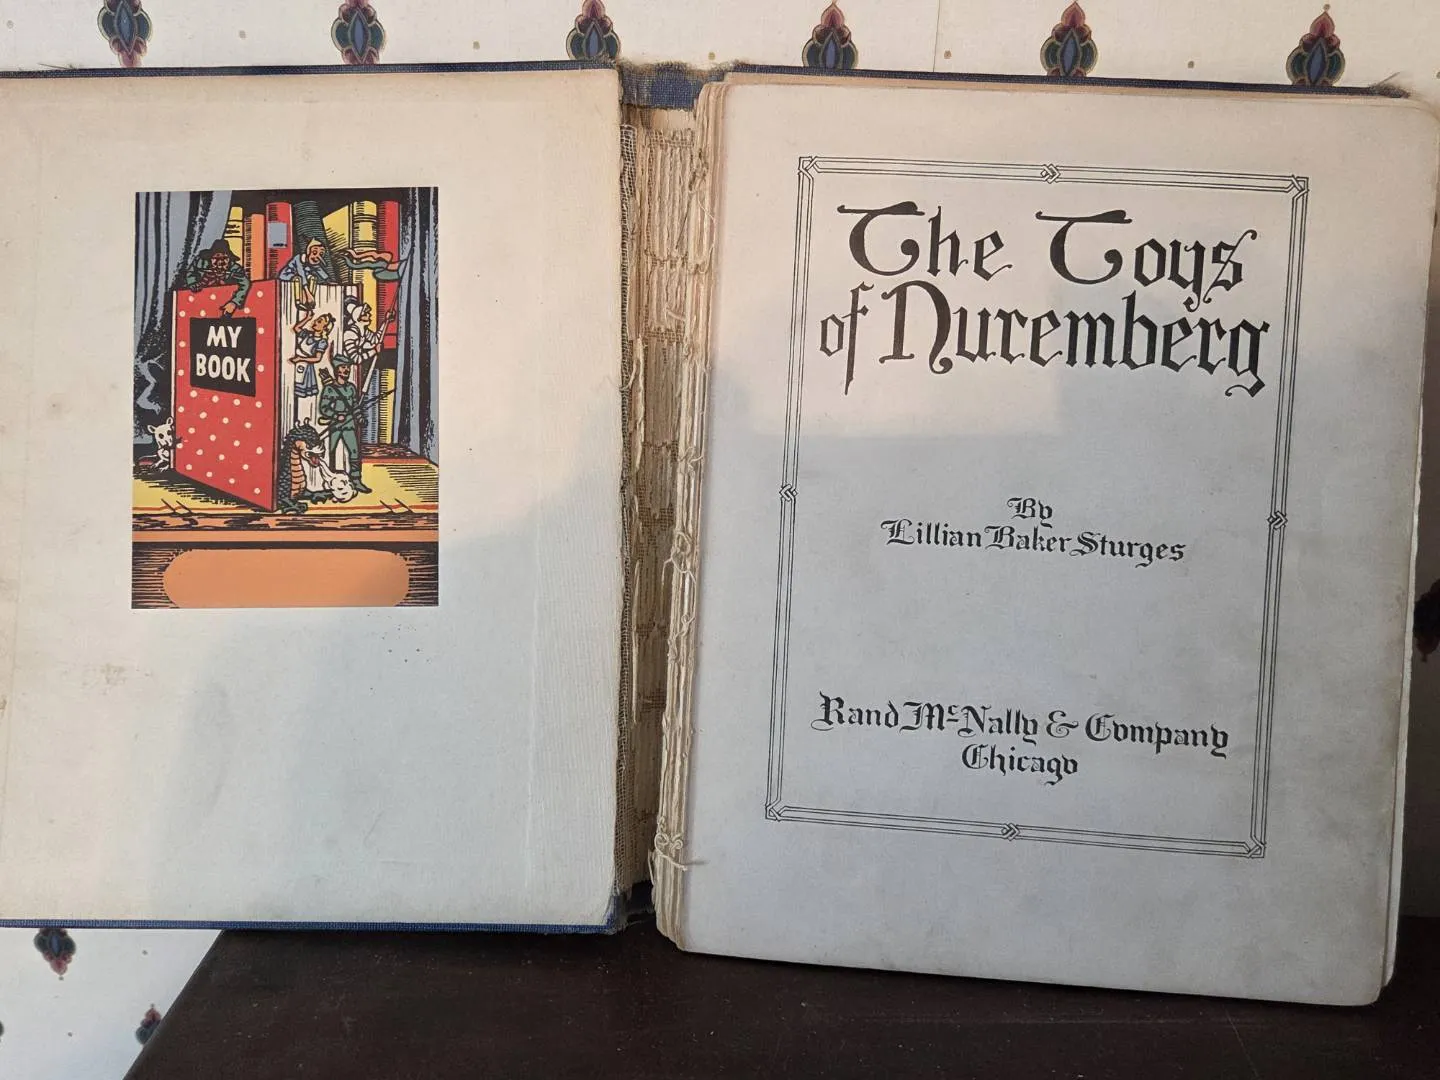 MY
BOOK
The Toys
of Nuremberg
By
Lillian Baker Sturges
Rand McNally & Company
Chicago